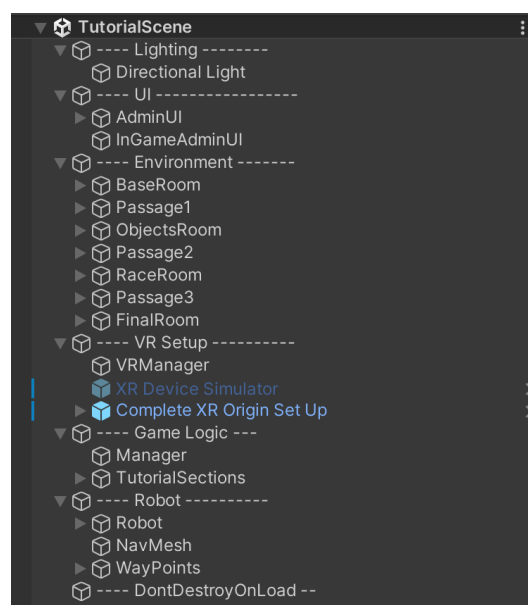 TutorialScene
---- Lighting --------
Directional Light
---- UI -----------------
AdminUI
InGameAdminUI
---- Environment -------
BaseRoom
Passage1
ObjectsRoom
Passage2
RaceRoom
Passage3
FinalRoom
---- VR Setup ----------
VRManager
XR Device Simulator
Complete XR Origin Set Up
---- Game Logic ---
Manager
TutorialSections
---- Robot ----------
Robot
NavMesh
WayPoints
---- DontDestroyOnLoad --